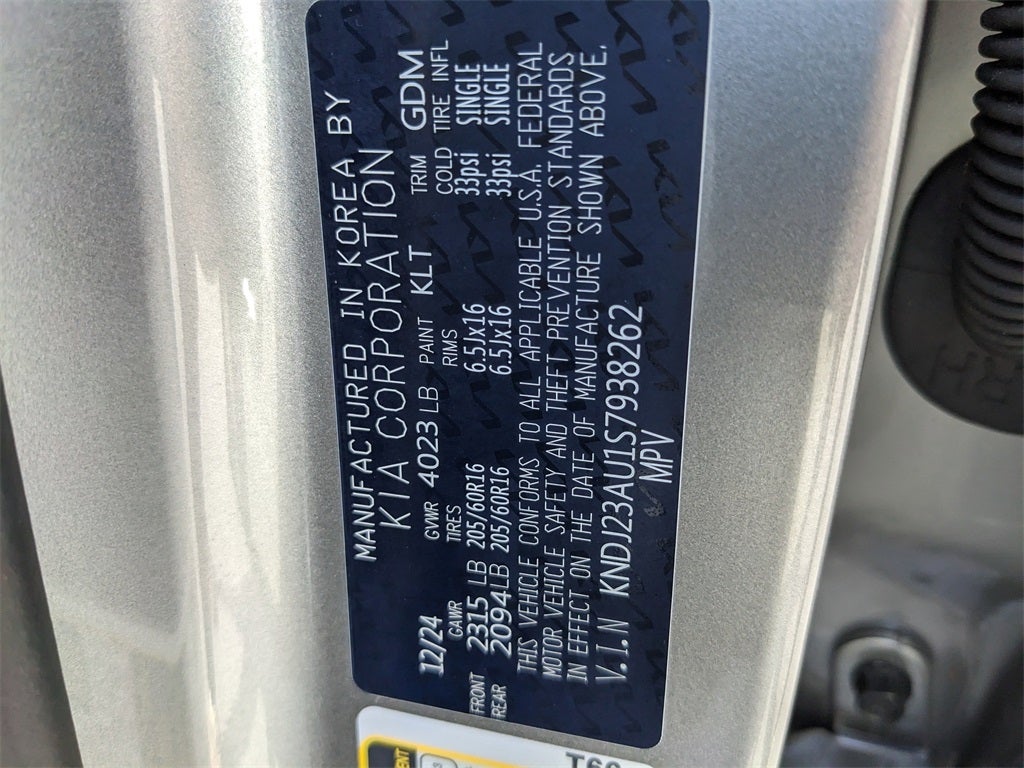 MANUFACTURED IN KOREA BY
KIA CORPORATION
12/24 GVWR 4023 LB PAINT KLT TRIM GDM
GAWR TIRES RIMS COLD TIRE INFL
FRONT 2315 LB 205/60R16 6.5Jx16 33psi SINGLE
REAR 2094LB 205/60R16 6.5Jx16 33psi SINGLE
THIS VEHICLE CONFORMS TO ALL APPLICABLE U.S.A. FEDERAL
MOTOR VEHICLE SAFETY AND THEFT PREVENTION STANDARDS
IN EFFECT ON THE DATE OF MANUFACTURE SHOWN ABOVE.
V.I.N KNDJ23AU1S7938262
MPV